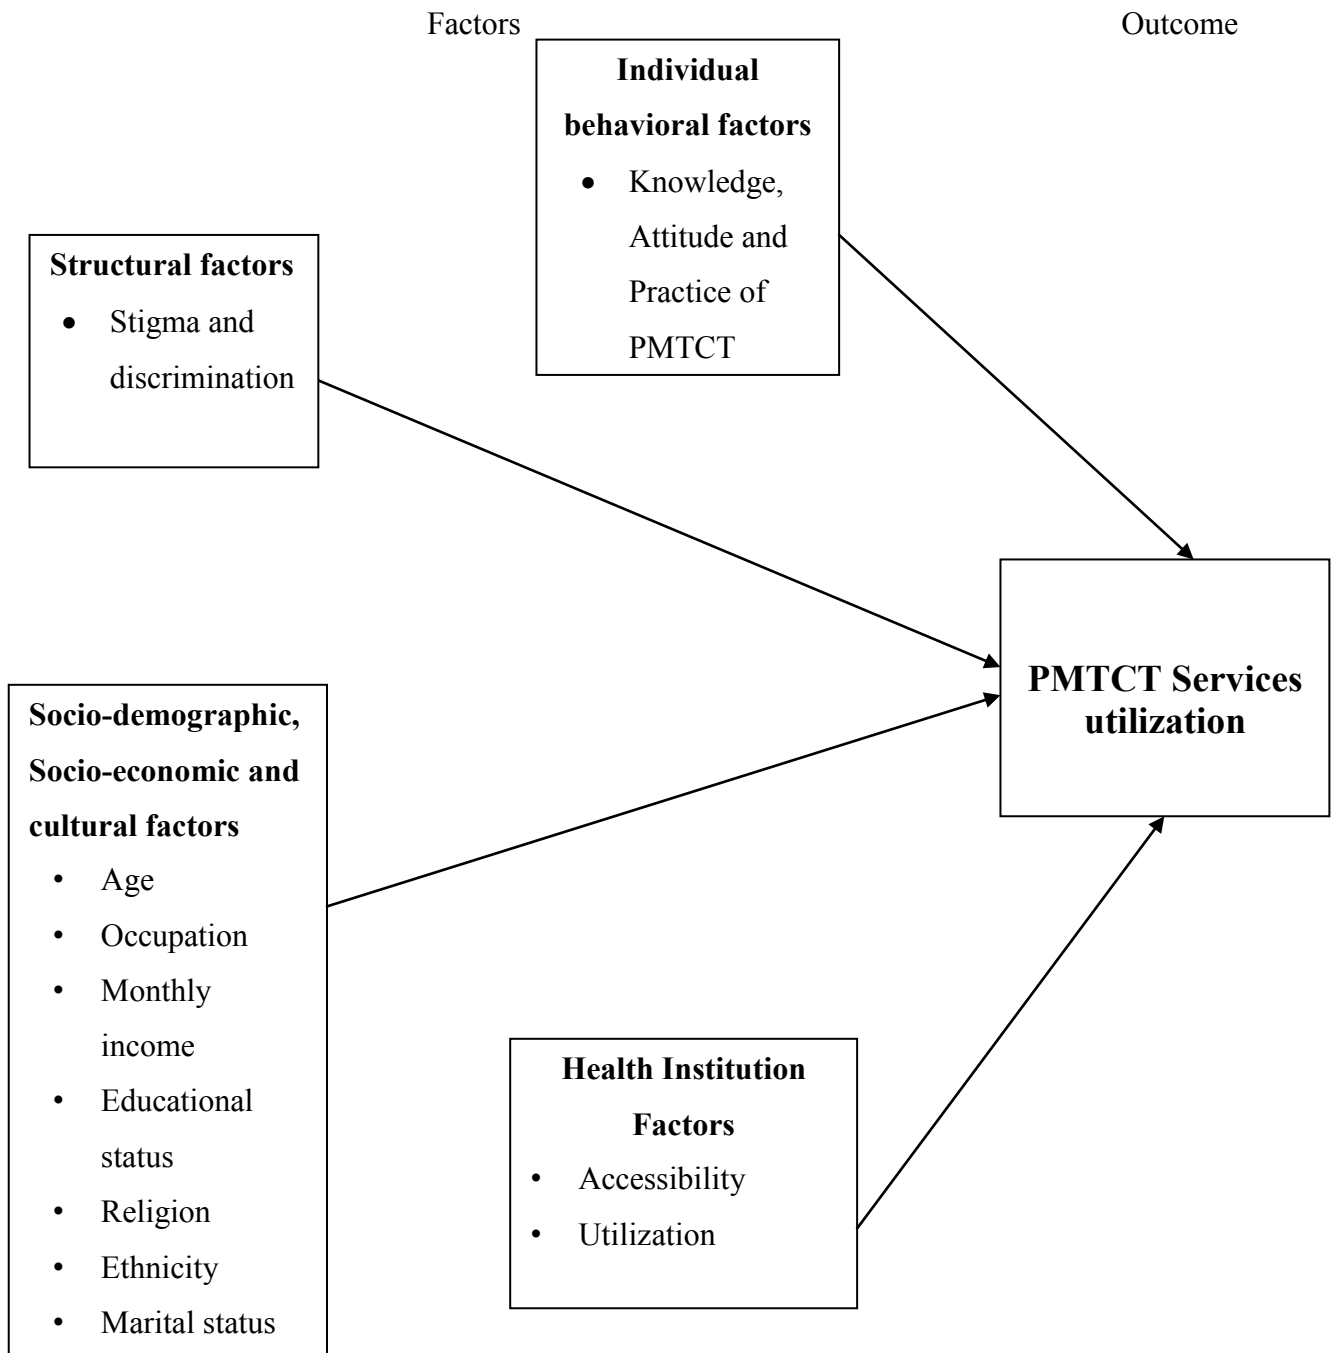 Factors
Outcome
Individual
behavioral factors
• Knowledge,
Attitude and
Practice of
PMTCT
Structural factors
• Stigma and
discrimination
PMTCT Services
utilization
Socio-demographic,
Socio-economic and
cultural factors
• Age
• Occupation
• Monthly
income
• Educational
status
• Religion
• Ethnicity
• Marital status
Health Institution
Factors
• Accessibility
• Utilization